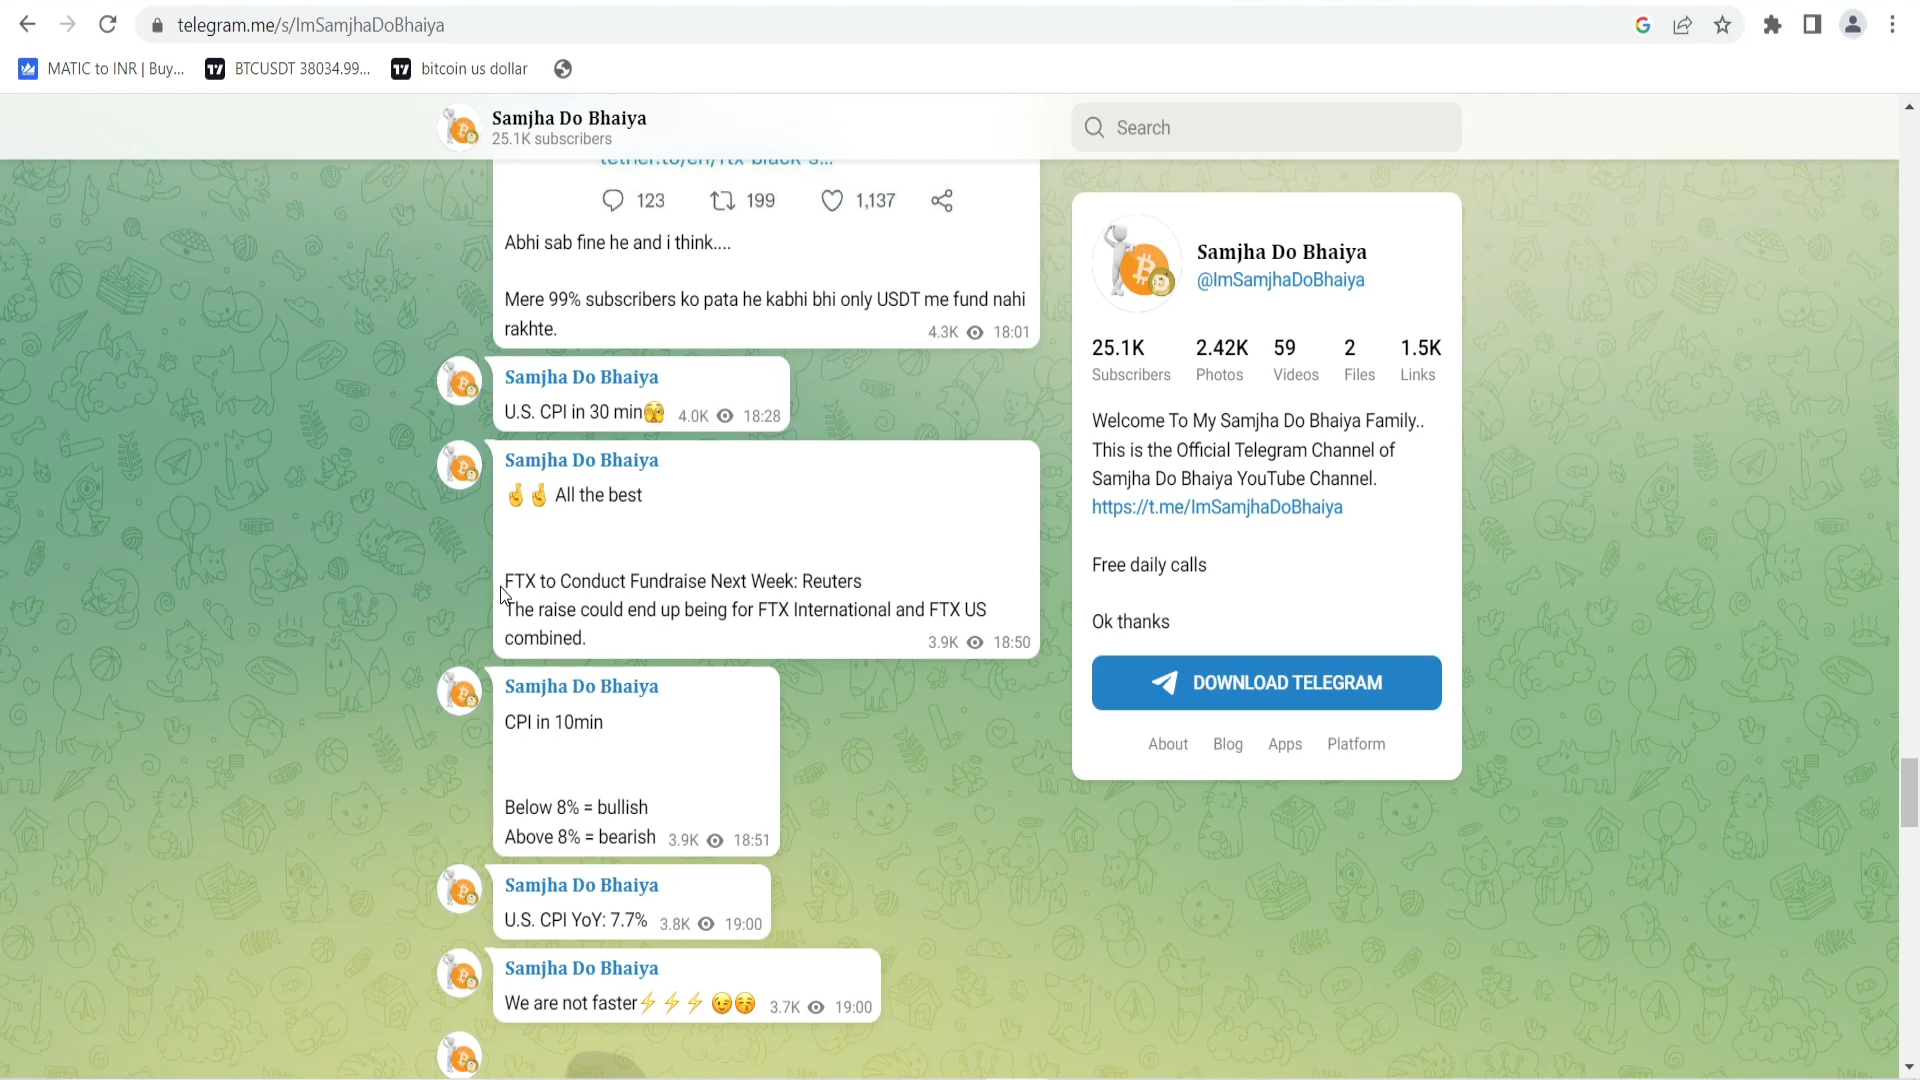 telegram.me/s/ImSamjhaDoBhaiya
MATIC to INR | Buy...
BTCUSDT 38034.99...
bitcoin us dollar
Samjha Do Bhaiya
25.1K subscribers
Search
123
199
1,137
Abhi sab fine he and i think....
Mere 99% subscribers ko pata he kabhi bhi only USDT me fund nahi
rakhte.
4.3K 18:01
Samjha Do Bhaiya
U.S. CPI in 30 min🫣 4.0K 18:28
Samjha Do Bhaiya
🤞🤞 All the best
FTX to Conduct Fundraise Next Week: Reuters
The raise could end up being for FTX International and FTX US
combined.
3.9K 18:50
Samjha Do Bhaiya
CPI in 10min
Below 8% = bullish
Above 8% = bearish 3.9K 18:51
Samjha Do Bhaiya
U.S. CPI YoY: 7.7% 3.8K 19:00
Samjha Do Bhaiya
We are not faster⚡⚡⚡😉😚 3.7K 19:00
Samjha Do Bhaiya
@ImSamjhaDoBhaiya
25.1K 2.42K 59 2 1.5K
Subscribers Photos Videos Files Links
Welcome To My Samjha Do Bhaiya Family..
This is the Official Telegram Channel of
Samjha Do Bhaiya YouTube Channel.
https://t.me/ImSamjhaDoBhaiya
Free daily calls
Ok thanks
DOWNLOAD TELEGRAM
About Blog Apps Platform